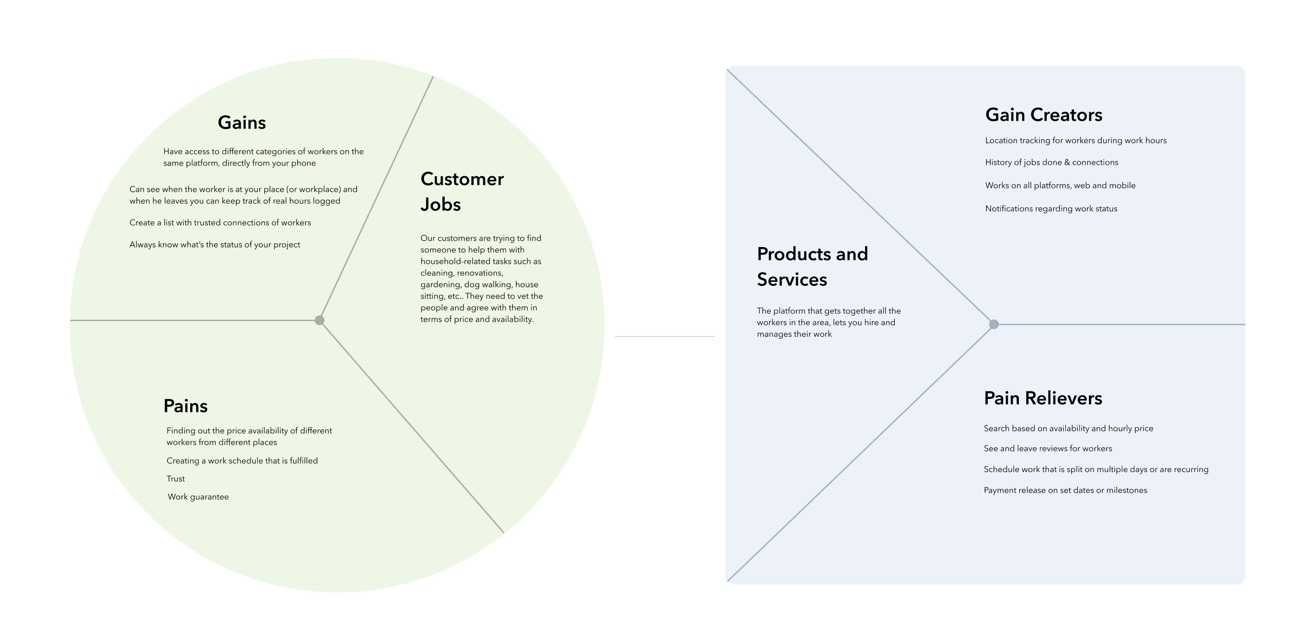 Gains
Have access to different categories of workers on the
same platform, directly from your phone
Can see when the worker is at your place (or workplace) and
when he leaves you can keep track of real hours logged
Create a list with trusted connections of workers
Always know what's the status of your project
Customer
Jobs
Our customers are trying to find
someone to help them with
household-related tasks such as
cleaning, renovations,
gardening, dog walking, house
sitting, etc.. They need to vet the
people and agree with them in
terms of price and availability.
Pains
Finding out the price availability of different
workers from different places
Creating a work schedule that is fulfilled
Trust
Work guarantee
Products and
Services
The platform that gets together all the
workers in the area, lets you hire and
manages their work
Gain Creators
Location tracking for workers during work hours
History of jobs done & connections
Works on all platforms, web and mobile
Notifications regarding work status
Pain Relievers
Search based on availability and hourly price
See and leave reviews for workers
Schedule work that is split on multiple days or are recurring
Payment release on set dates or milestones